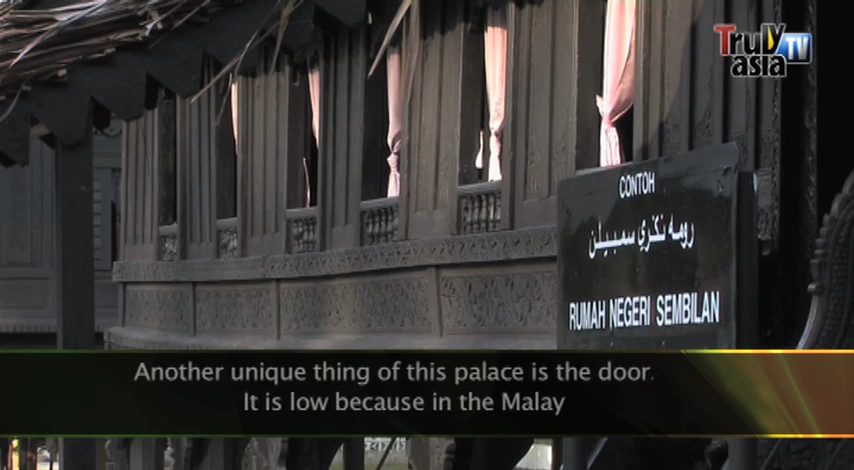 Truly
asia TV
CONTOH
رومه نڬري سمبيلن
RUMAH NEGERI SEMBILAN
Another unique thing of this palace is the door.
It is low because in the Malay